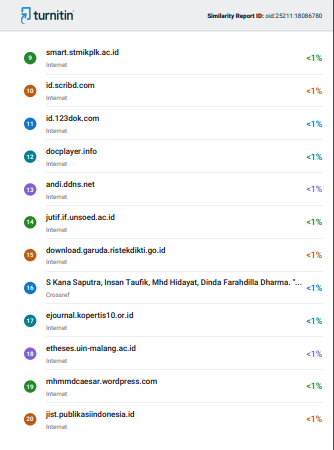 turnitin
Similarity Report ID: oid:25211:18086780
9 smart.stmikplk.ac.id <1%
Internet
10 id.scribd.com <1%
Internet
11 id.123dok.com <1%
Internet
12 docplayer.info <1%
Internet
13 andi.ddns.net <1%
Internet
14 jutif.if.unsoed.ac.id <1%
Internet
15 download.garuda.ristekdikti.go.id <1%
Internet
16 S Kana Saputra, Insan Taufik, Mhd Hidayat, Dinda Farahdilla Dharma. "... <1%
Crossref
17 ejournal.kopertis10.or.id <1%
Internet
18 etheses.uin-malang.ac.id <1%
Internet
19 mhmmdcaesar.wordpress.com <1%
Internet
20 jist.publikasiindonesia.id <1%
Internet